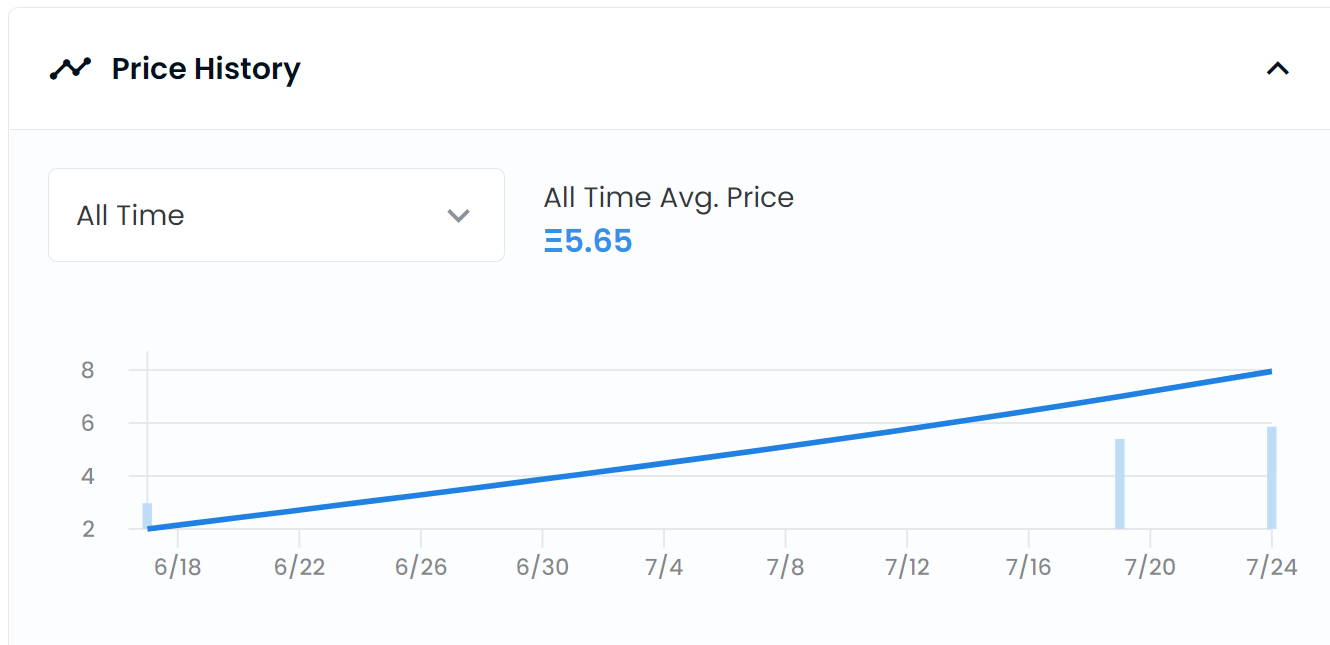 Price History
All Time
All Time Avg. Price
Ξ5.65
8
6
4
2
6/18 6/22 6/26 6/30 7/4 7/8 7/12 7/16 7/20 7/24